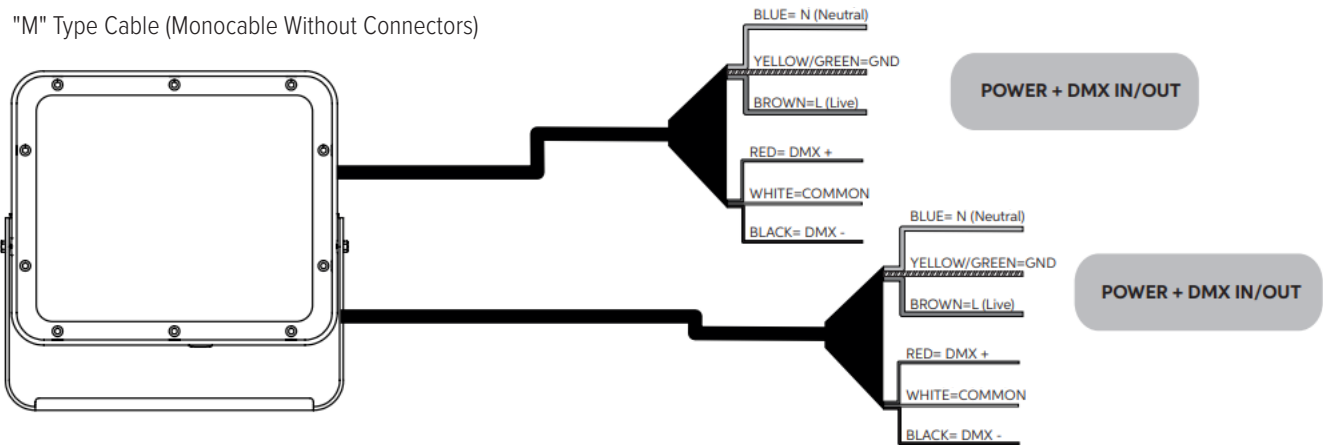 "M" Type Cable (Monocable Without Connectors)
BLUE= N (Neutral)
YELLOW/GREEN=GND
BROWN=L (Live)
RED= DMX +
WHITE=COMMON
BLACK= DMX -
POWER + DMX IN/OUT
BLUE= N (Neutral)
YELLOW/GREEN=GND
BROWN=L (Live)
RED= DMX +
WHITE=COMMON
BLACK= DMX -
POWER + DMX IN/OUT